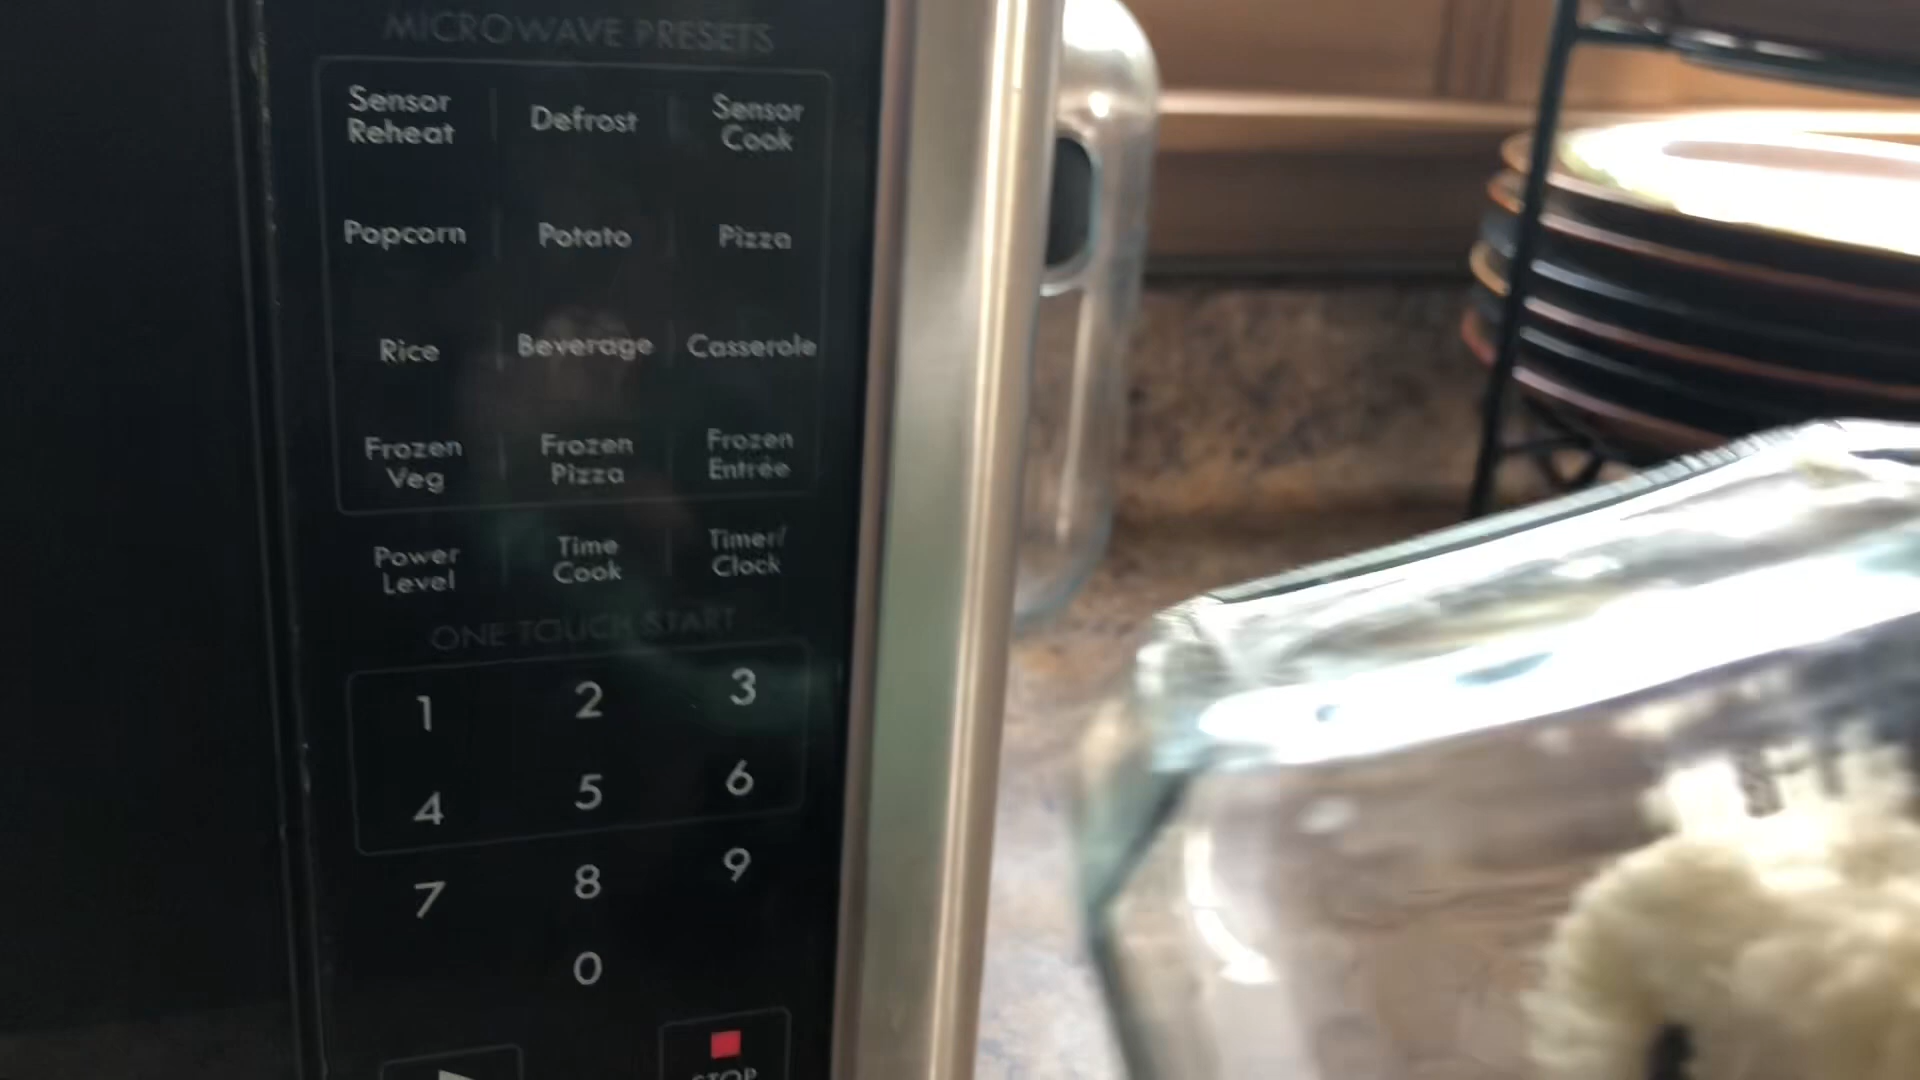 MICROWAVE PRESETS
Sensor Reheat
Defrost
Sensor Cook
Popcorn
Potato
Pizza
Rice
Beverage
Casserole
Frozen Veg
Frozen Pizza
Frozen Entrée
Power Level
Time Cook
Timer/ Clock
ONE TOUCH START
1 2 3
4 5 6
7 8 9
0
STOP